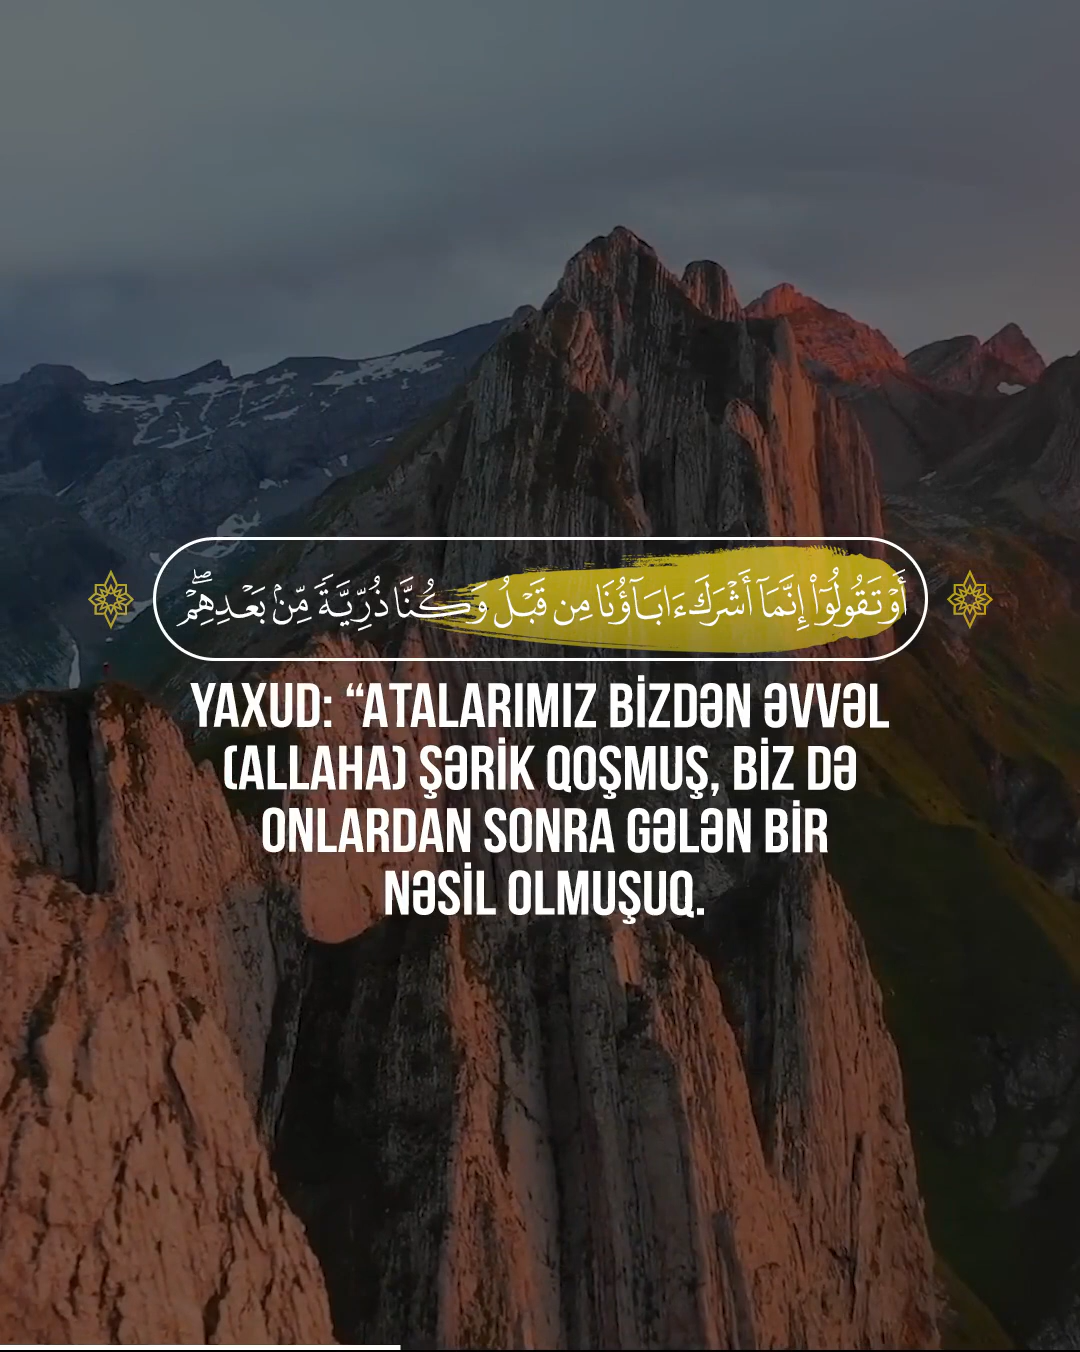 أَوْ تَقُولُوٓا۟ إِنَّمَآ أَشْرَكَ ءَابَآؤُنَا مِن قَبْلُ وَكُنَّا ذُرِّيَّةً مِّنۢ بَعْدِهِمْ ۖ
YAXUD: “ATALARIMIZ BİZDƏN ƏVVƏL
(ALLAHA) ŞƏRİK QOŞMUŞ, BİZ DƏ
ONLARDAN SONRA GƏLƏN BİR
NƏSİL OLMUŞUQ.